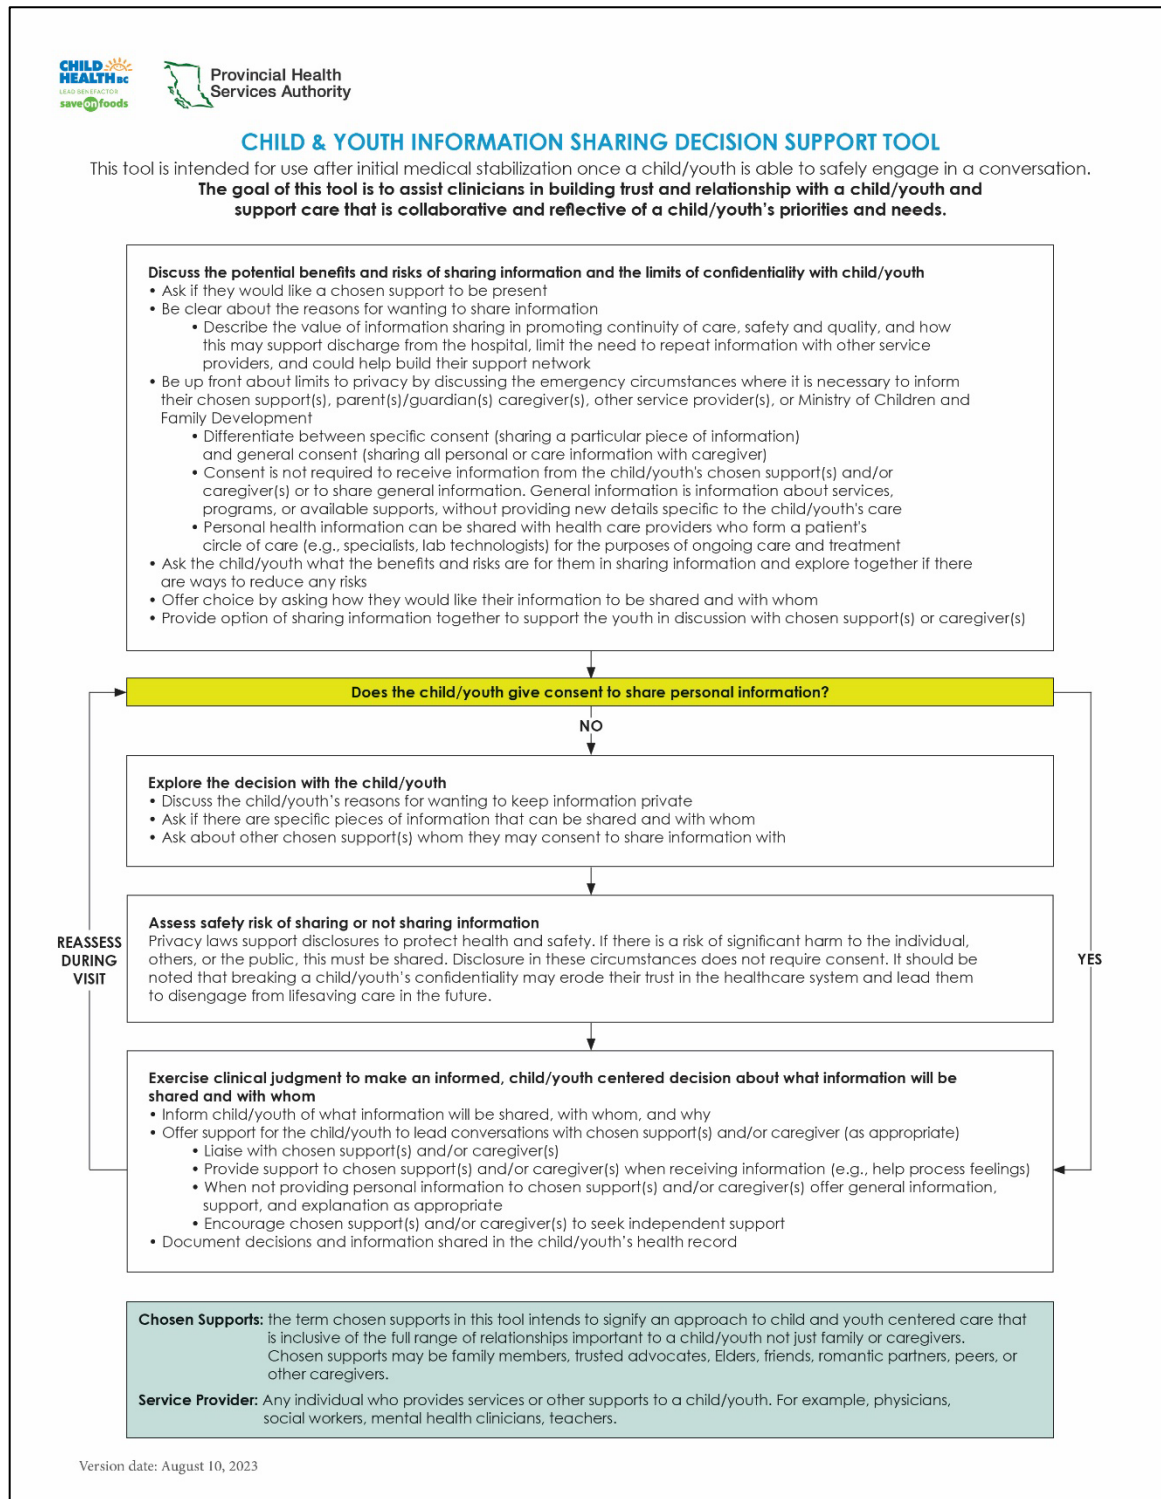 CHILD
HEALTH BC
LEAD BENEFACTOR
save on foods
Provincial Health
Services Authority
CHILD & YOUTH INFORMATION SHARING DECISION SUPPORT TOOL
This tool is intended for use after initial medical stabilization once a child/youth is able to safely engage in a conversation.
The goal of this tool is to assist clinicians in building trust and relationship with a child/youth and
support care that is collaborative and reflective of a child/youth's priorities and needs.
Discuss the potential benefits and risks of sharing information and the limits of confidentiality with child/youth
• Ask if they would like a chosen support to be present
• Be clear about the reasons for wanting to share information
• Describe the value of information sharing in promoting continuity of care, safety and quality, and how
this may support discharge from the hospital, limit the need to repeat information with other service
providers, and could help build their support network
• Be up front about limits to privacy by discussing the emergency circumstances where it is necessary to inform
their chosen support(s), parent(s)/guardian(s) caregiver(s), other service provider(s), or Ministry of Children and
Family Development
• Differentiate between specific consent (sharing a particular piece of information)
and general consent (sharing all personal or care information with caregiver)
• Consent is not required to receive information from the child/youth's chosen support(s) and/or
caregiver(s) or to share general information. General information is information about services,
programs, or available supports, without providing new details specific to the child/youth's care
• Personal health information can be shared with health care providers who form a patient's
circle of care (e.g., specialists, lab technologists) for the purposes of ongoing care and treatment
• Ask the child/youth what the benefits and risks are for them in sharing information and explore together if there
are ways to reduce any risks
• Offer choice by asking how they would like their information to be shared and with whom
• Provide option of sharing information together to support the youth in discussion with chosen support(s) or caregiver(s)
Does the child/youth give consent to share personal information?
NO
Explore the decision with the child/youth
• Discuss the child/youth's reasons for wanting to keep information private
• Ask if there are specific pieces of information that can be shared and with whom
• Ask about other chosen support(s) whom they may consent to share information with
Assess safety risk of sharing or not sharing information
Privacy laws support disclosures to protect health and safety. If there is a risk of significant harm to the individual,
others, or the public, this must be shared. Disclosure in these circumstances does not require consent. It should be
noted that breaking a child/youth's confidentiality may erode their trust in the healthcare system and lead them
to disengage from lifesaving care in the future.
REASSESS
DURING
VISIT
YES
Exercise clinical judgment to make an informed, child/youth centered decision about what information will be
shared and with whom
• Inform child/youth of what information will be shared, with whom, and why
• Offer support for the child/youth to lead conversations with chosen support(s) and/or caregiver (as appropriate)
• Liaise with chosen support(s) and/or caregiver(s)
• Provide support to chosen support(s) and/or caregiver(s) when receiving information (e.g., help process feelings)
• When not providing personal information to chosen support(s) and/or caregiver(s) offer general information,
support, and explanation as appropriate
• Encourage chosen support(s) and/or caregiver(s) to seek independent support
• Document decisions and information shared in the child/youth's health record
Chosen Supports: the term chosen supports in this tool intends to signify an approach to child and youth centered care that
is inclusive of the full range of relationships important to a child/youth not just family or caregivers.
Chosen supports may be family members, trusted advocates, Elders, friends, romantic partners, peers, or
other caregivers.
Service Provider: Any individual who provides services or other supports to a child/youth. For example, physicians,
social workers, mental health clinicians, teachers.
Version date: August 10, 2023